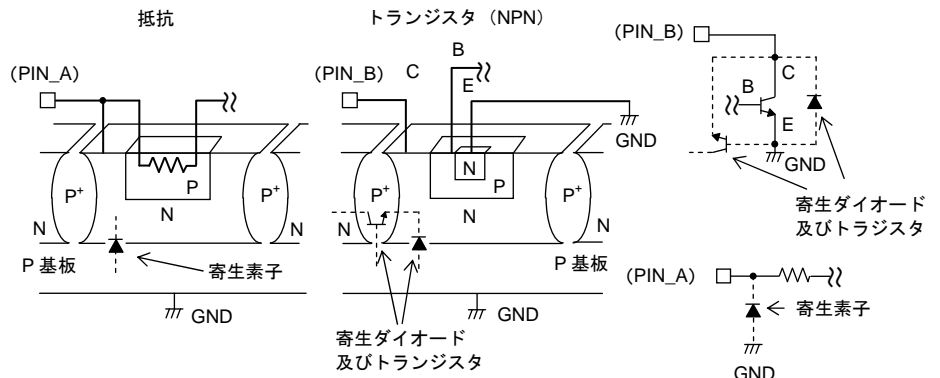 抵抗
(PIN_A)
P+
P
P+
N
N
N
P 基板
寄生素子
GND
トランジスタ (NPN)
(PIN_B)
C
B
E
GND
P+
N
P
P+
N
N
N
P 基板
GND
寄生ダイオード
及びトランジスタ
(PIN_B)
C
B
E
GND
寄生ダイオード
及びトラジスタ
(PIN_A)
寄生素子
GND